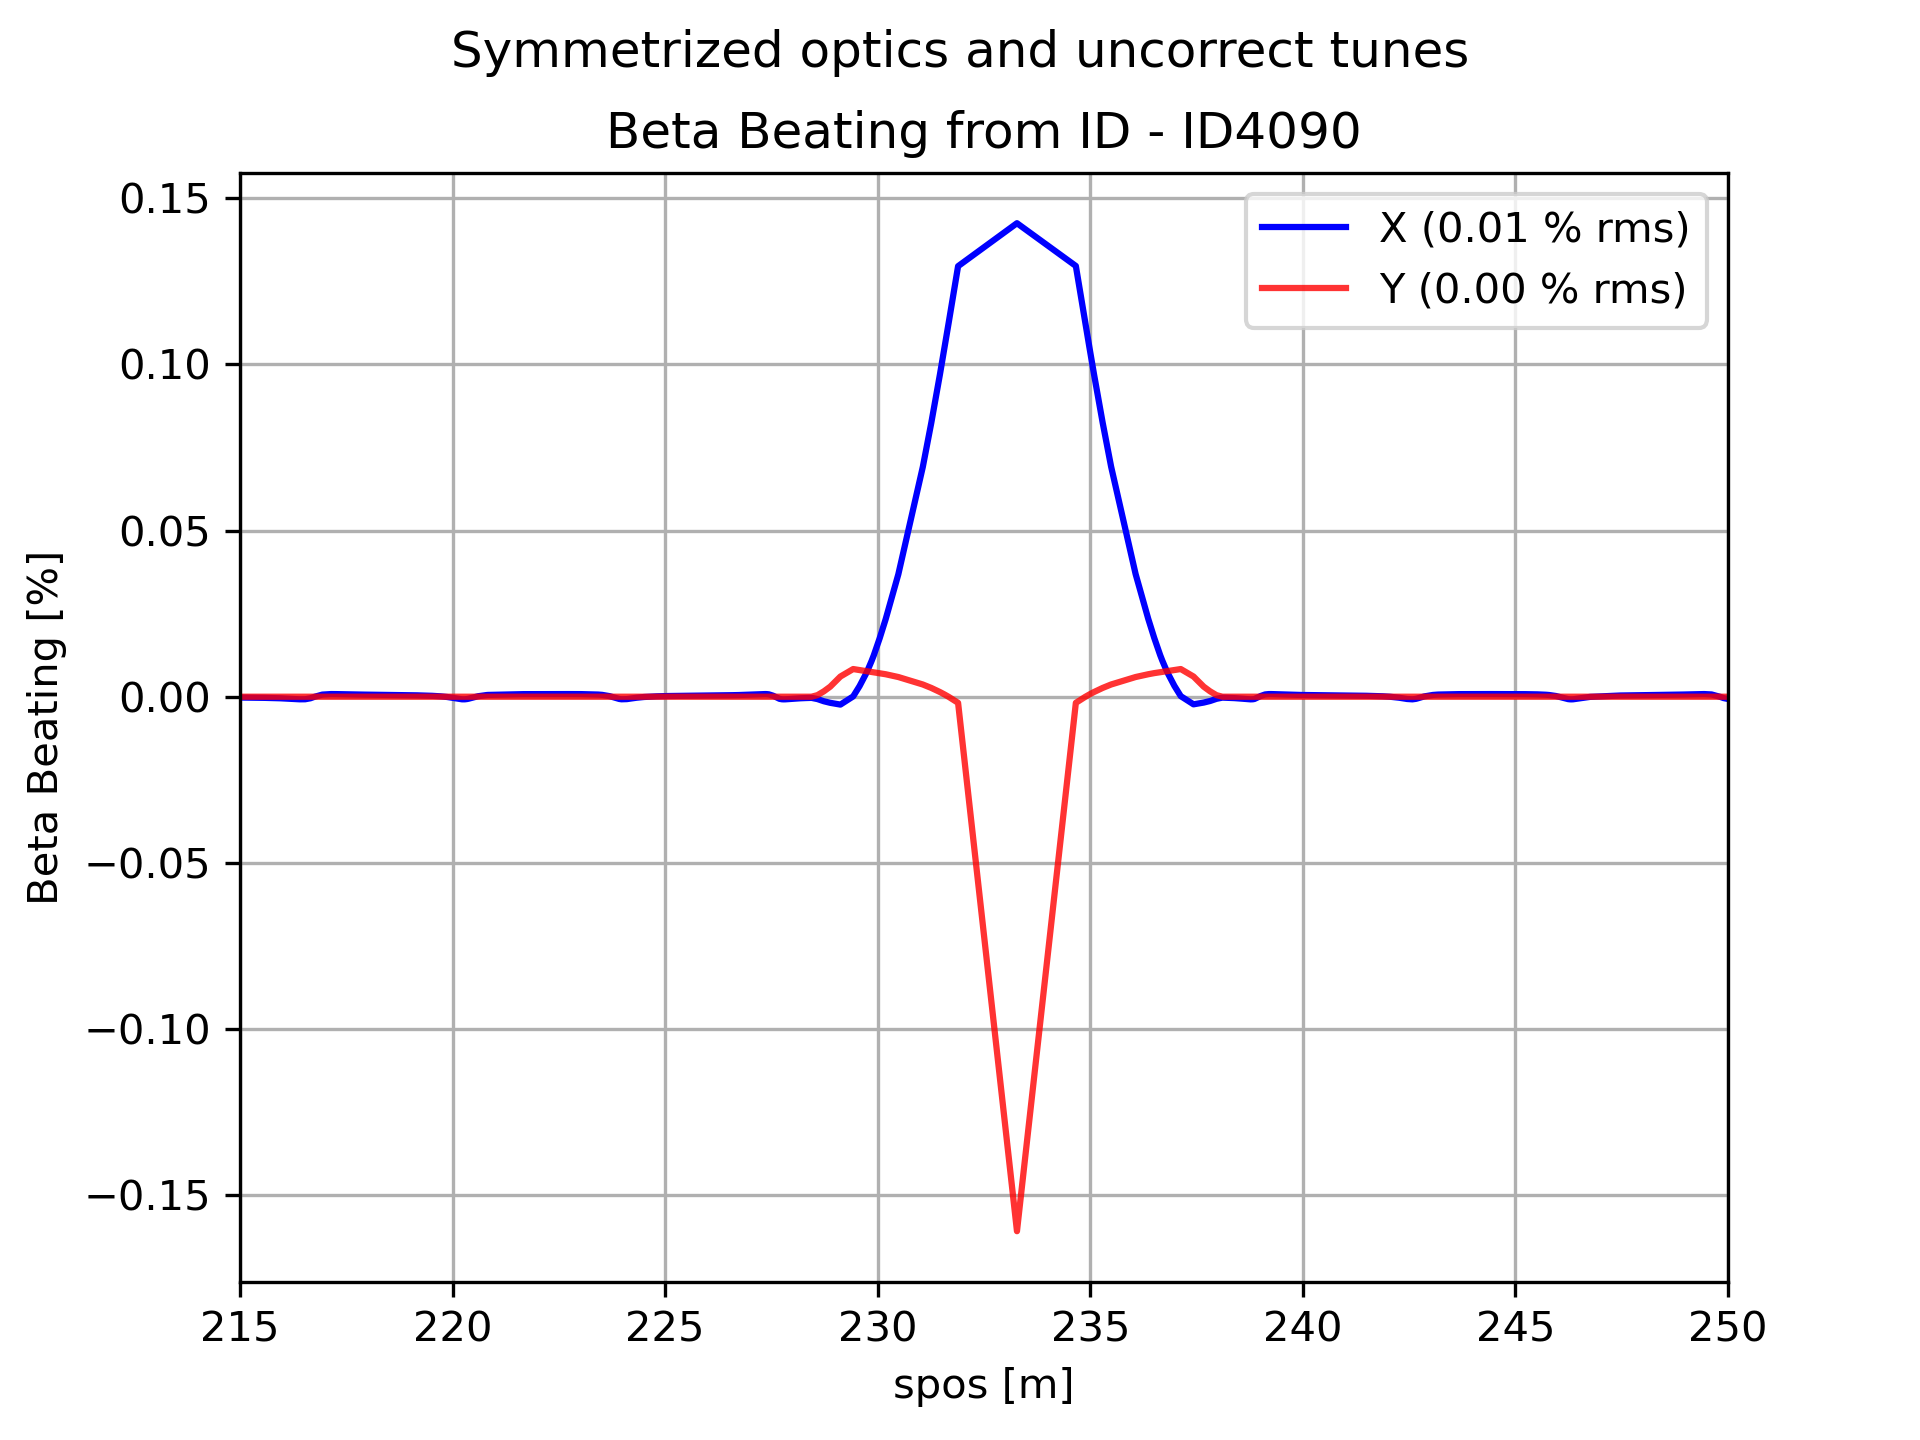 Symmetrized optics and uncorrect tunes
Beta Beating from ID - ID4090
X (0.01 % rms)
Y (0.00 % rms)
Beta Beating [%]
0.15
0.10
0.05
0.00
−0.05
−0.10
−0.15
215 220 225 230 235 240 245 250
spos [m]